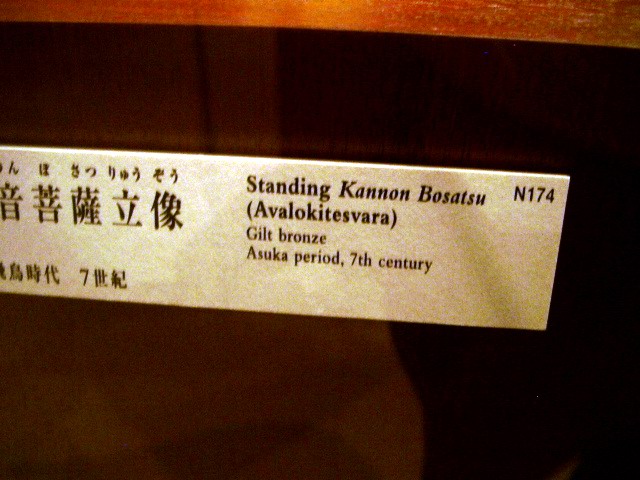 ん ぼ さつ りゅう ぞう
音菩薩立像
鳥時代 7世紀
Standing Kannon Bosatsu
(Avalokitesvara)
Gilt bronze
Asuka period, 7th century
N174